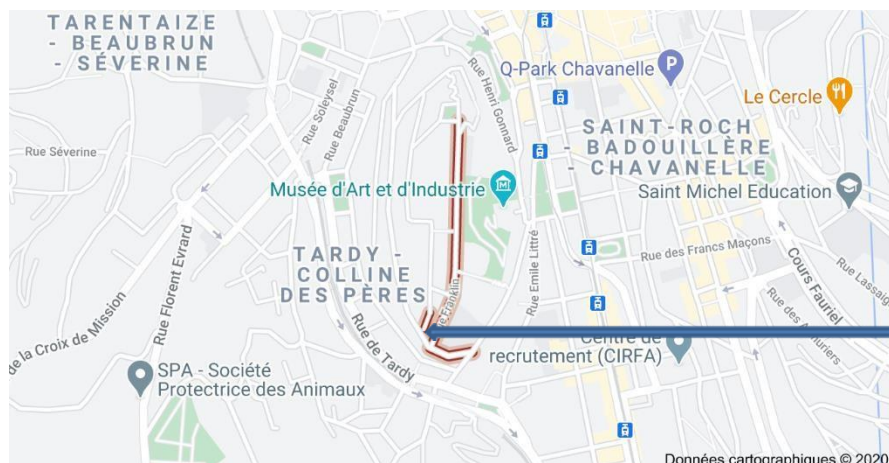 TARENTAIZE
- BEAUBRUN
- SÉVERINE
Rue Henri Gonnard
Q-Park Chavanelle
P
Le Cercle
Rue Soleysel
Rue Beaubrun
Rue Séverine
SAINT-ROCH
- BADOUILLÈRE
- CHAVANELLE
Musée d'Art et d'Industrie
M
Saint Michel Education
TARDY -
COLLINE
DES PÈRES
Rue Florent Evrard
Rue Emile Littré
Rue des Francs Maçons
Cours Fauriel
Rue Lassaig
e Franklin
de la Croix de Mission
Rue de Tardy
Centre de
recrutement (CIRFA)
SPA - Société
Protectrice des Animaux
Données cartographiques © 2020